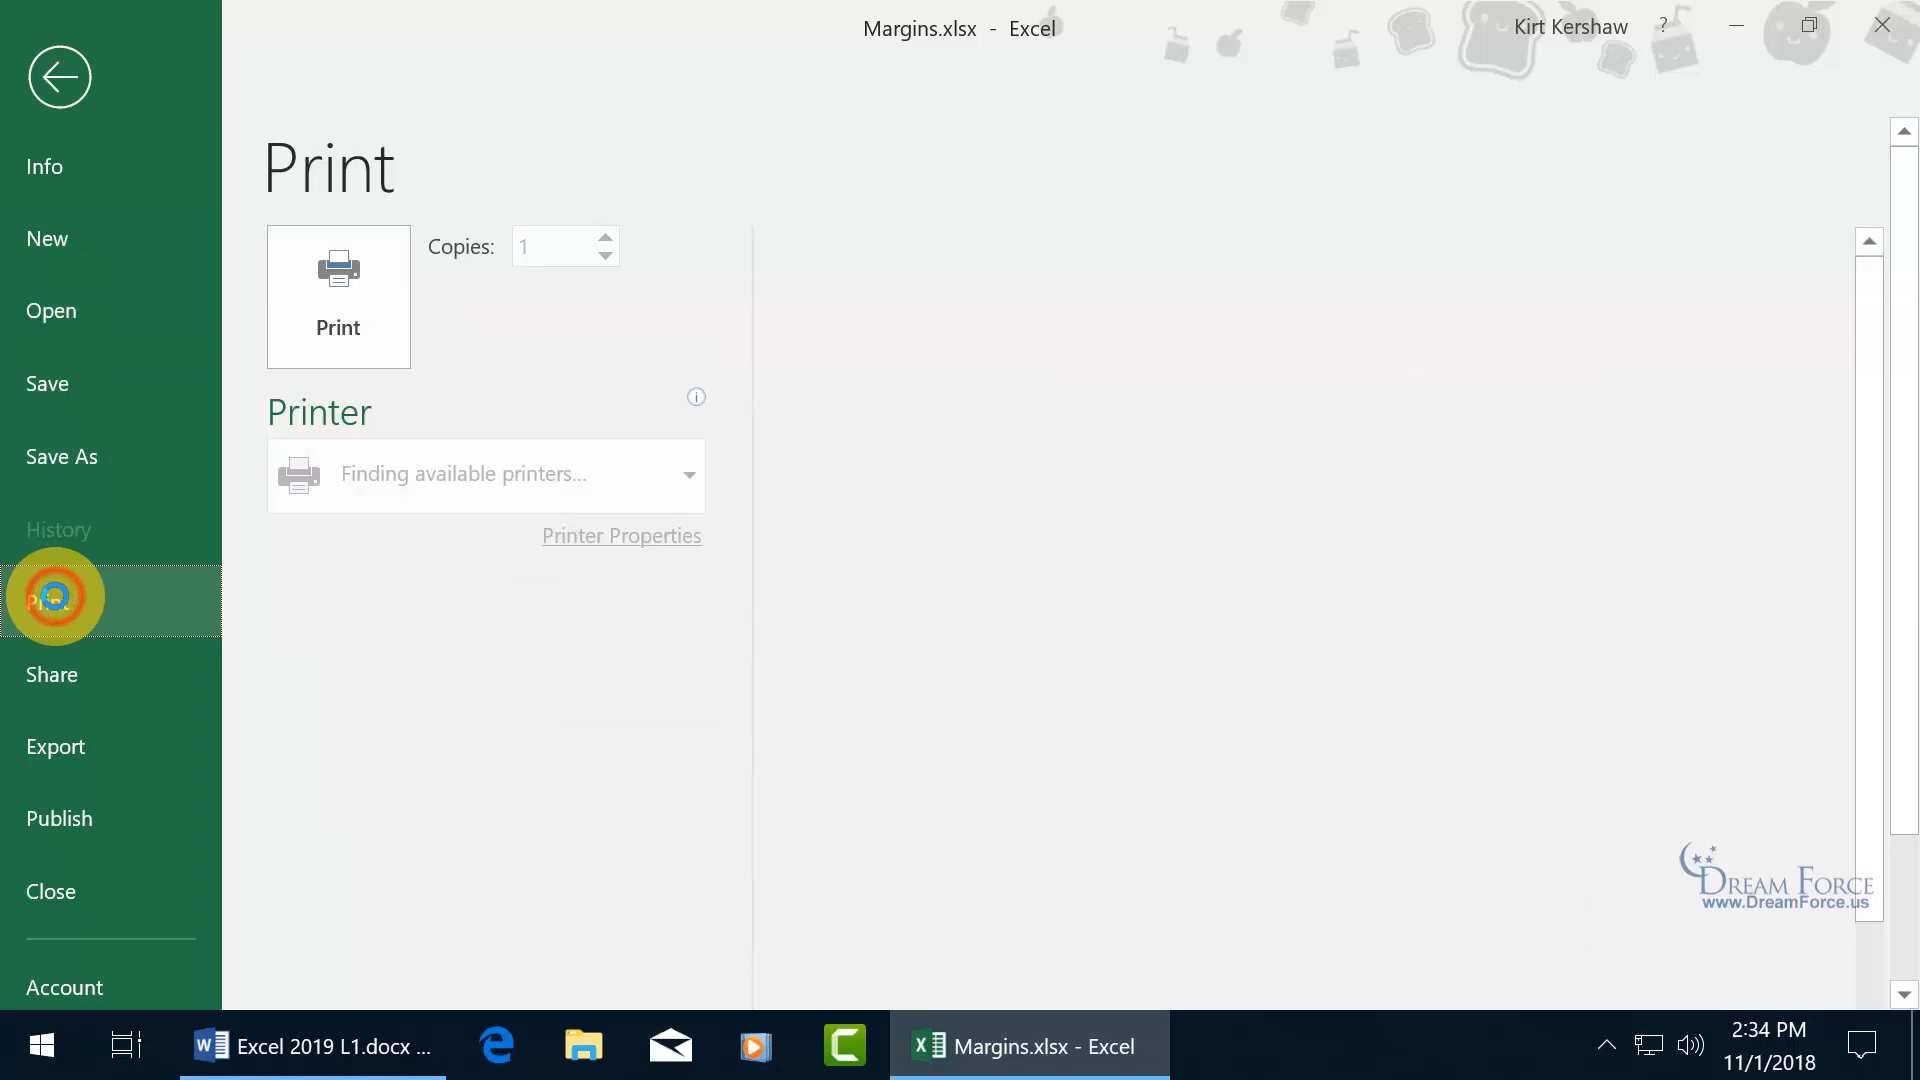 Margins.xlsx - Excel
Kirt Kershaw
?
Info
New
Open
Save
Save As
History
Print
Share
Export
Publish
Close
Account
Print
Print
Copies:
1
Printer
i
Finding available printers...
Printer Properties
DREAM FORCE
www.DreamForce.us
Excel 2019 L1.docx ...
Margins.xlsx - Excel
2:34 PM
11/1/2018